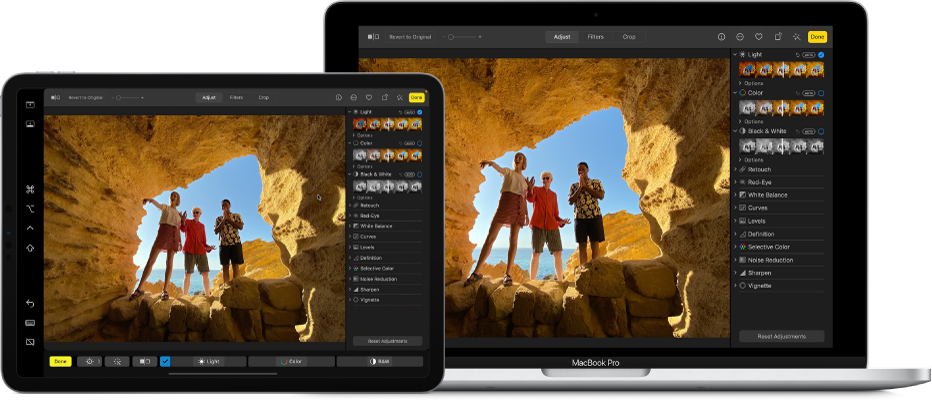 Revert to Original
Adjust
Filters
Crop
Done
Light
AUTO
Options
Color
AUTO
Options
Black & White
AUTO
Options
Retouch
Red-Eye
White Balance
Curves
Levels
Definition
Selective Color
Noise Reduction
Sharpen
Vignette
Reset Adjustments
Done
Light
Color
B&W
Revert to Original
Adjust
Filters
Crop
Done
Light
AUTO
Options
Color
AUTO
Options
Black & White
AUTO
Options
Retouch
Red-Eye
White Balance
Curves
Levels
Definition
Selective Color
Noise Reduction
Sharpen
Vignette
Reset Adjustments
MacBook Pro